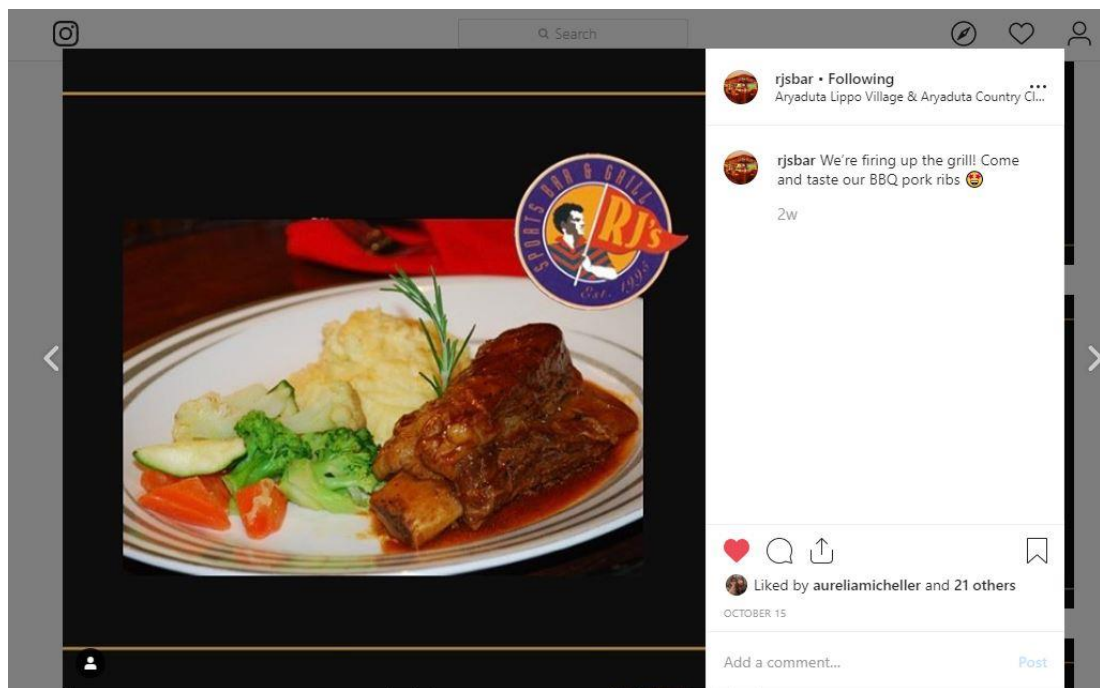 Search
rjsbar • Following
Aryaduta Lippo Village & Aryaduta Country Cl...
SPORTS BAR & GRILL
RJ's
Est. 1995
rjsbar We're firing up the grill! Come
and taste our BBQ pork ribs 🤩
2w
Liked by aureliamicheller and 21 others
OCTOBER 15
Add a comment...
Post